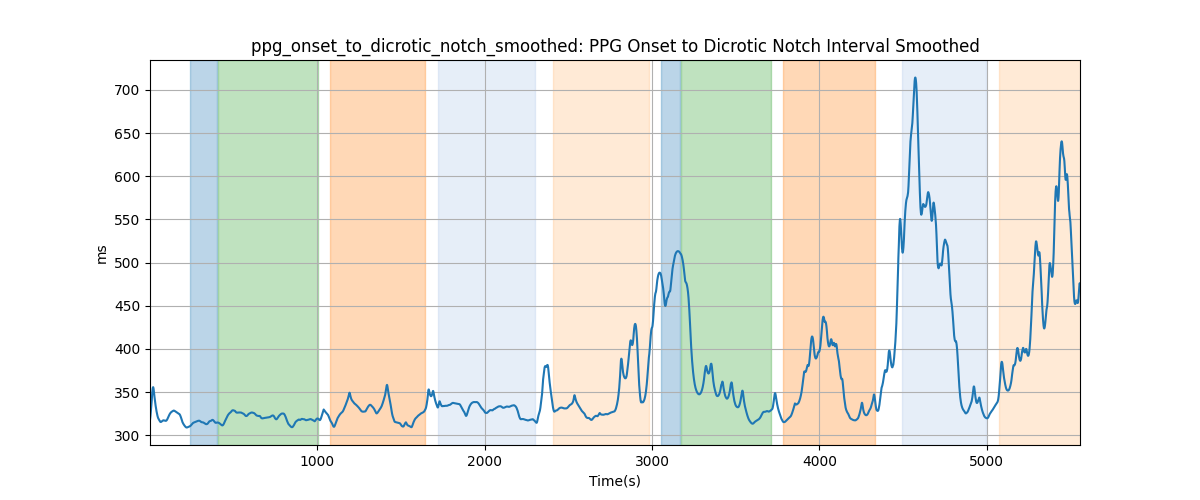 ppg_onset_to_dicrotic_notch_smoothed: PPG Onset to Dicrotic Notch Interval Smoothed
700
650
600
550
500
450
400
350
300
ms
1000 2000 3000 4000 5000
Time(s)